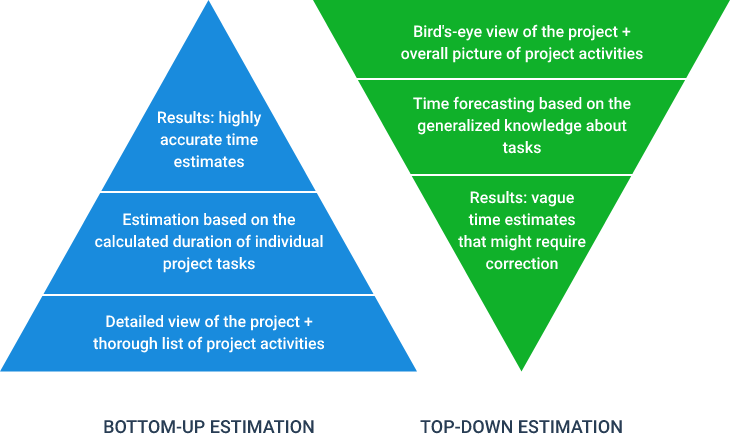 Results: highly
accurate time
estimates
Estimation based on the
calculated duration of individual
project tasks
Detailed view of the project +
thorough list of project activities
BOTTOM-UP ESTIMATION
Bird's-eye view of the project +
overall picture of project activities
Time forecasting based on the
generalized knowledge about
tasks
Results: vague
time estimates
that might require
correction
TOP-DOWN ESTIMATION